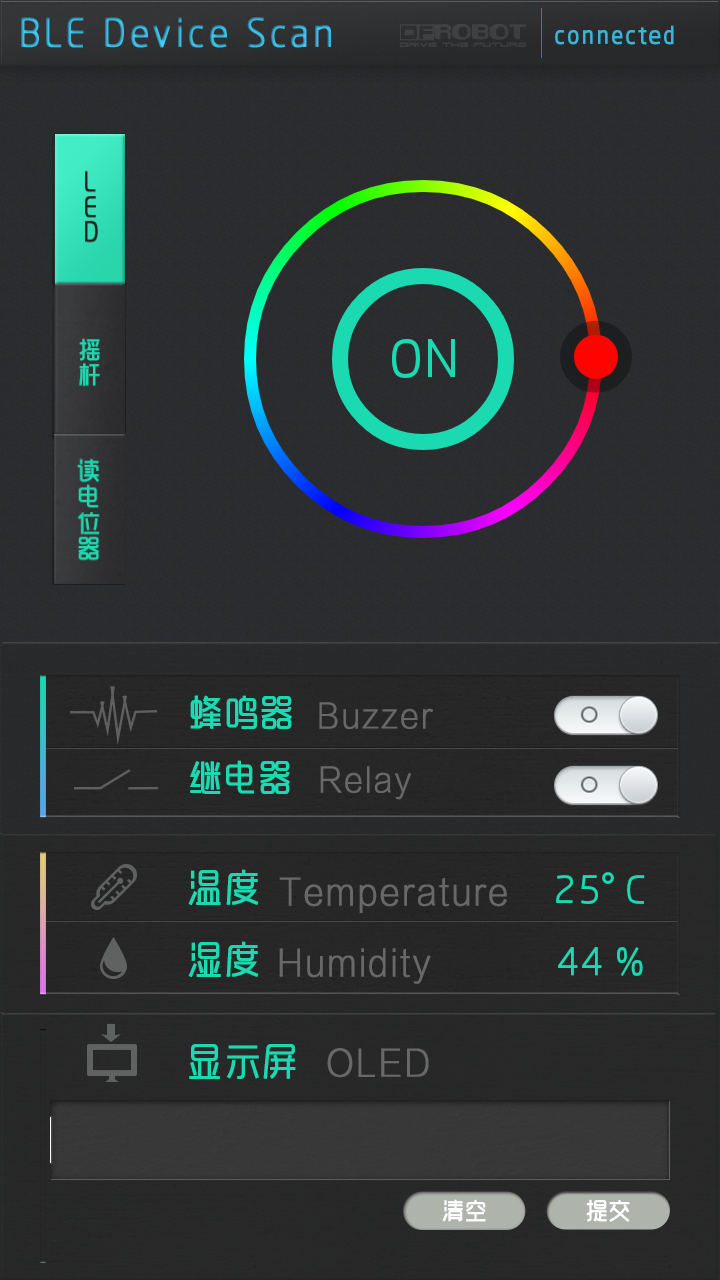 BLE Device Scan
DFROBOT
DRIVE THE FUTURE
connected
LED
摇杆
读电位器
ON
蜂鸣器 Buzzer
继电器 Relay
温度 Temperature 25°C
湿度 Humidity 44 %
显示屏 OLED
清空 提交